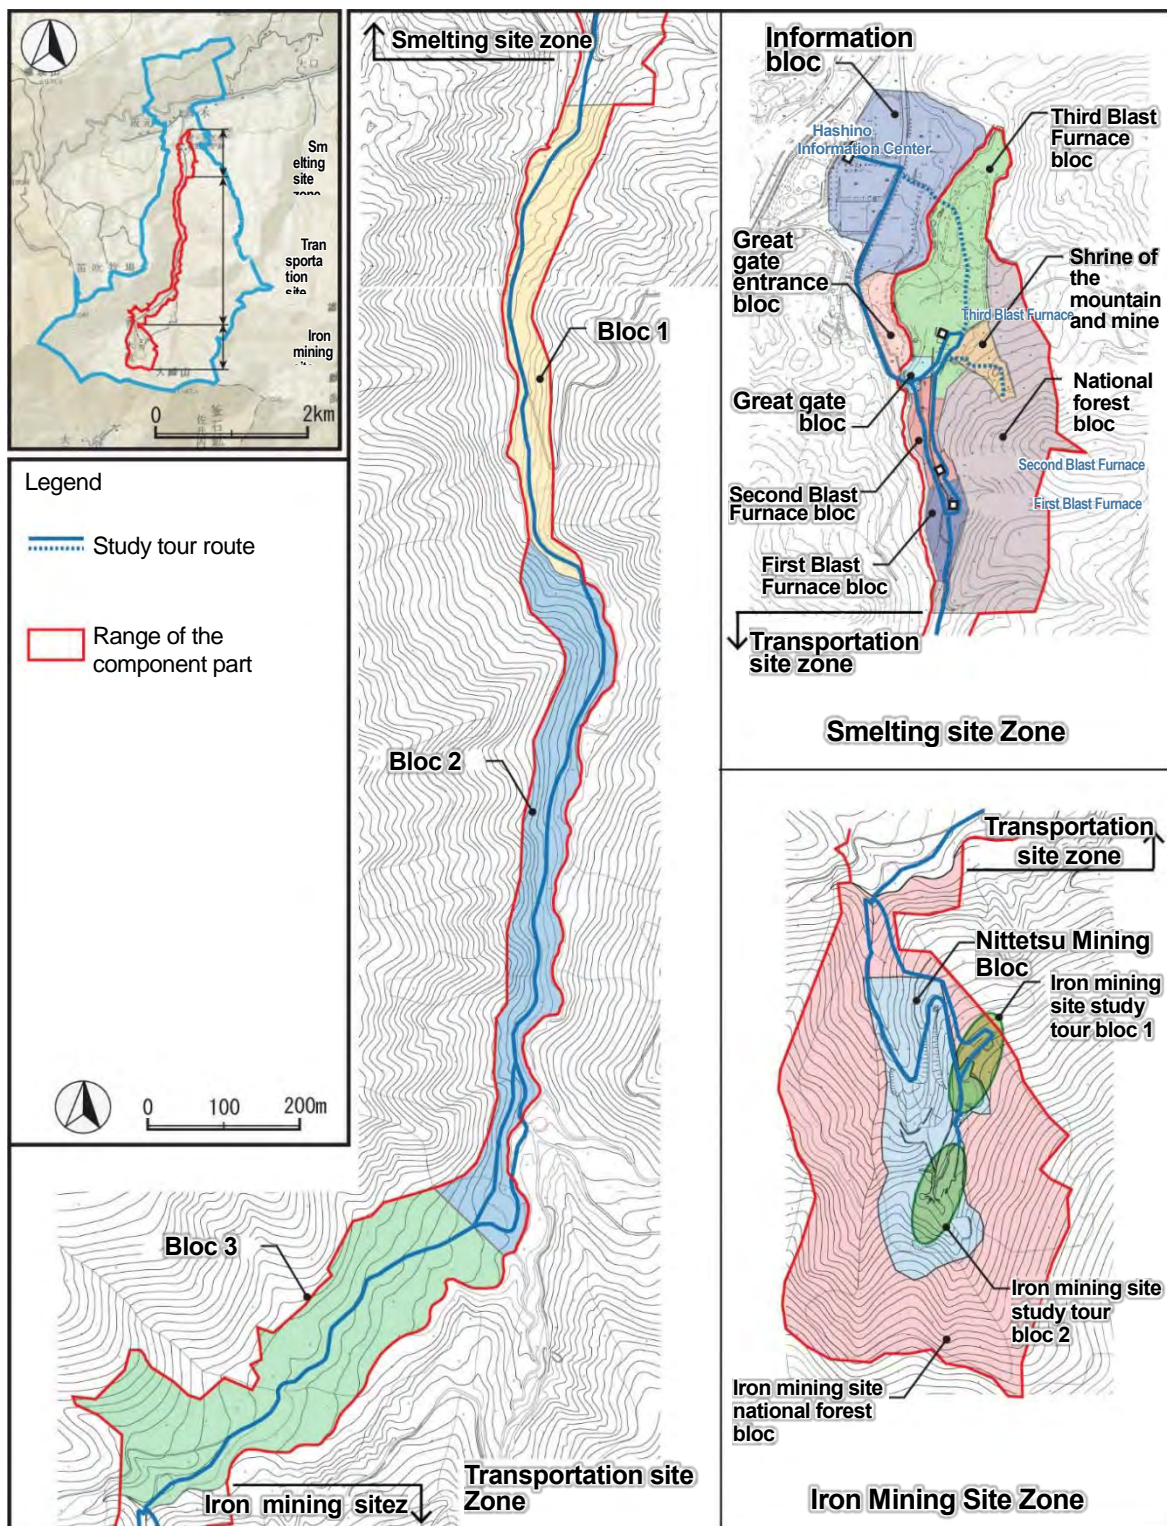 Sm
elting
site
zone
Tran
sporta
tion
site
Iron
mining
site
0
2km
Legend
Study tour route
Range of the
component part
0
100
200m
Smelting site zone
Bloc 1
Bloc 2
Bloc 3
Iron mining sitez
Transportation site
Zone
Information
bloc
Hashino
Information Center
Third Blast
Furnace
bloc
Great
gate
entrance
bloc
Shrine of
the
mountain
and mine
Third Blast Furnace
Great gate
bloc
National
forest
bloc
Second Blast Furnace
Second Blast
Furnace bloc
First Blast Furnace
First Blast
Furnace bloc
Transportation
site zone
Smelting site Zone
Transportation
site zone
Nittetsu Mining
Bloc
Iron mining
site study
tour bloc 1
Iron mining site
study tour
bloc 2
Iron mining site
national forest
bloc
Iron Mining Site Zone